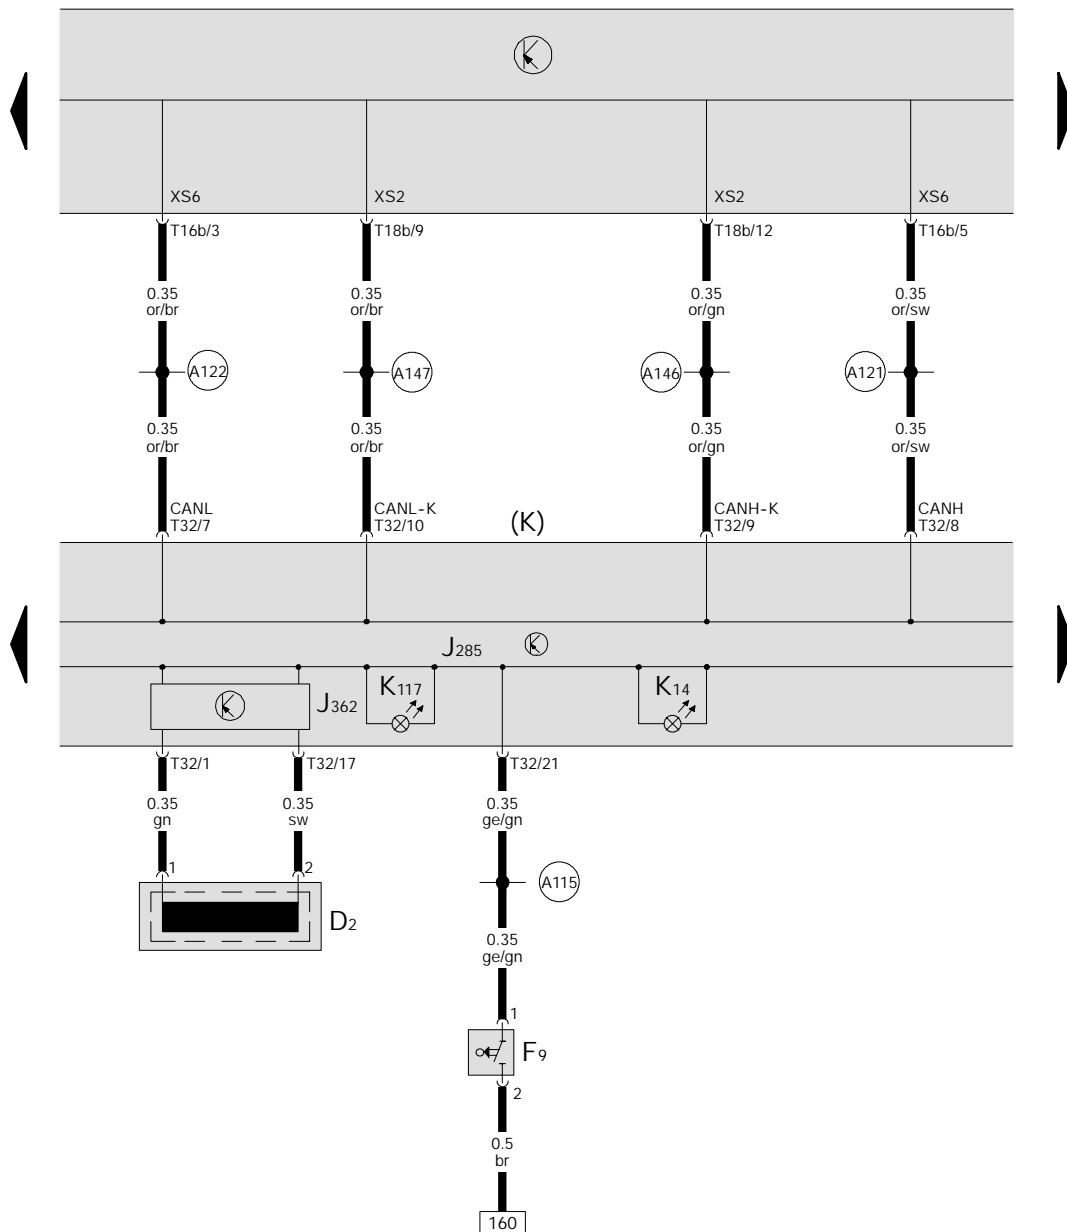 XS6 XS2 XS2 XS6
T16b/3 T18b/9 T18b/12 T16b/5
0.35 0.35 0.35 0.35
or/br or/br or/gn or/sw
A122 A147 A146 A121
0.35 0.35 0.35 0.35
or/br or/br or/gn or/sw
CANL CANL-K CANH-K CANH
T32/7 T32/10 (K) T32/9 T32/8
J285
K117 K14
J362
T32/1 T32/17 T32/21
0.35 0.35 0.35
gn sw ge/gn
1 2
A115
D2
0.35
ge/gn
1
F9
2
0.5
br
160